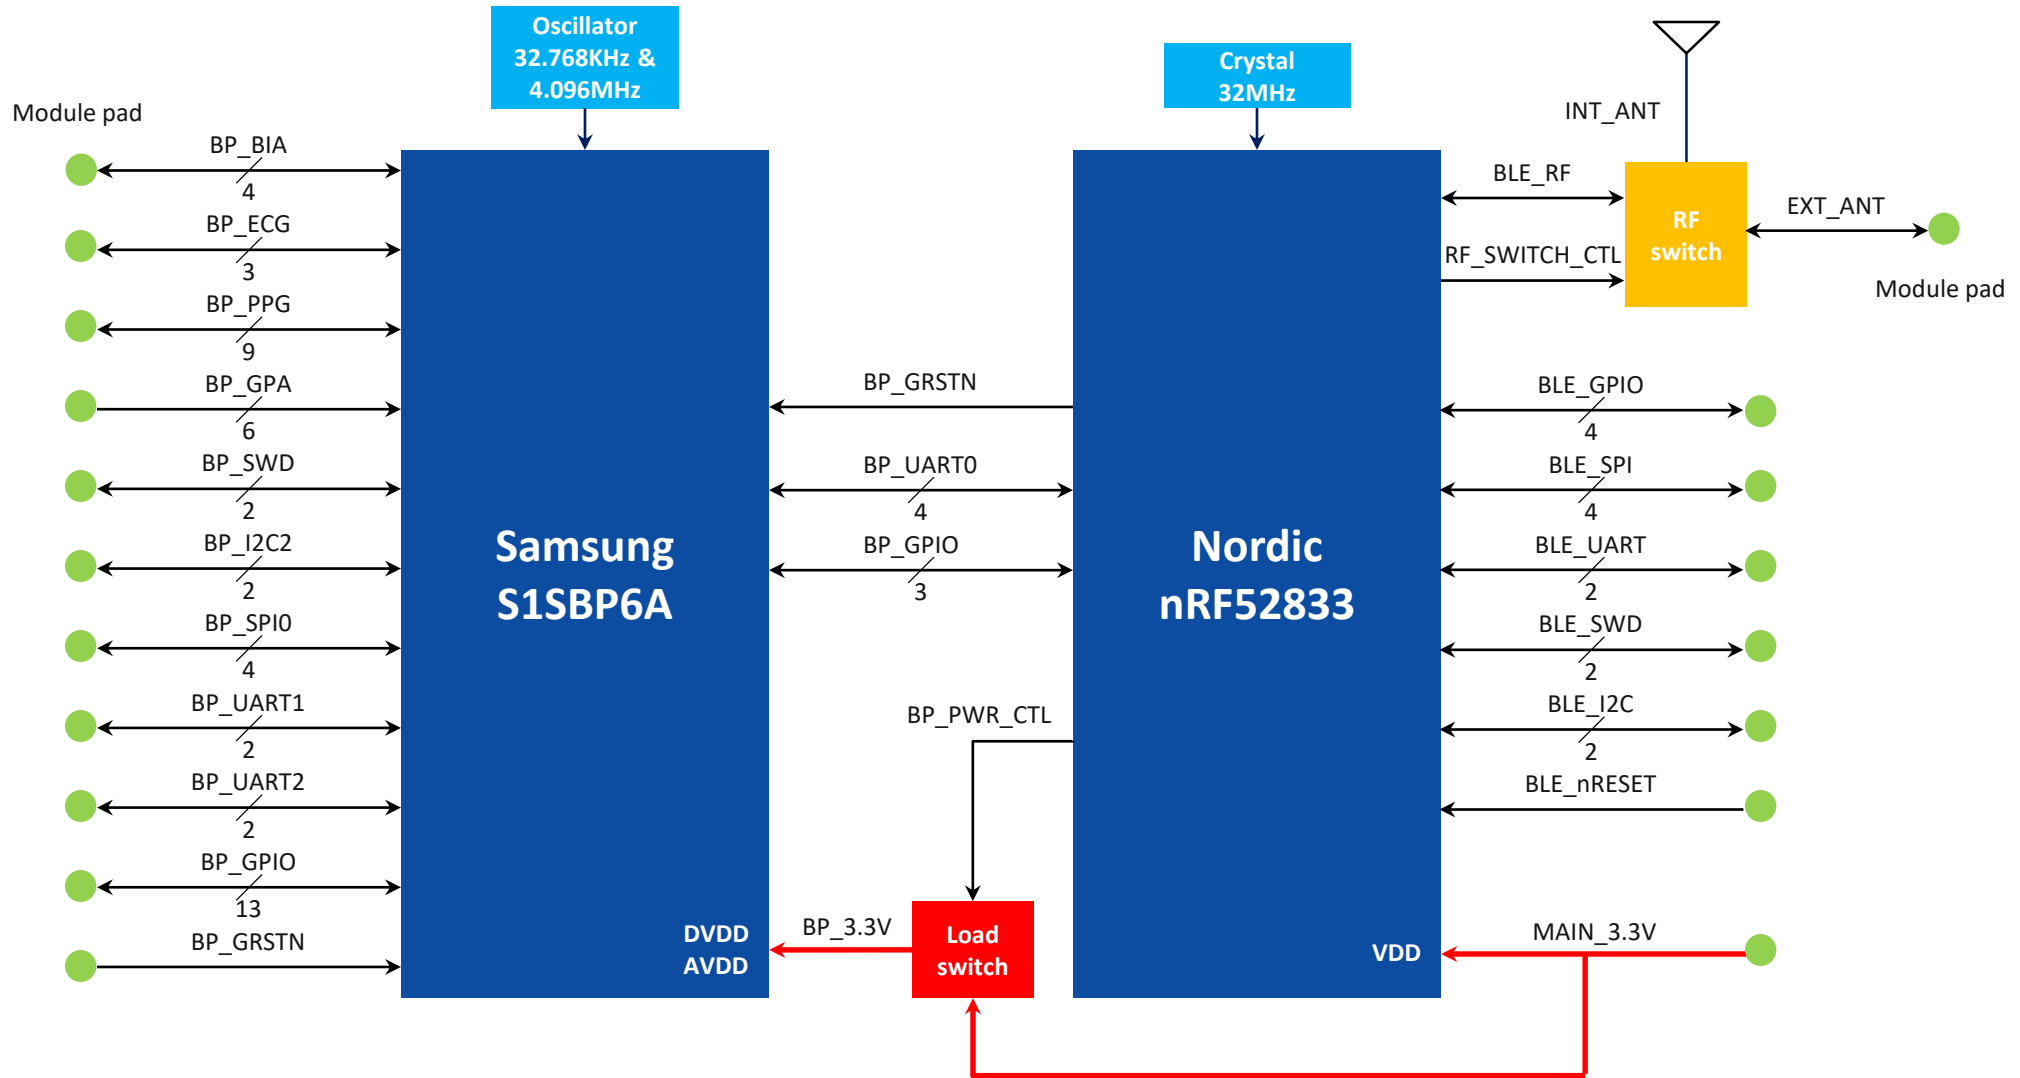 Oscillator
32.768KHz &
4.096MHz
Crystal
32MHz
Module pad
INT_ANT
BP_BIA
4
BP_ECG
3
BP_PPG
9
BP_GPA
6
BP_SWD
2
BP_I2C2
2
BP_SPI0
4
BP_UART1
2
BP_UART2
2
BP_GPIO
13
BP_GRSTN
Samsung
S1SBP6A
DVDD
AVDD
BP_GRSTN
BP_UART0
4
BP_GPIO
3
BP_PWR_CTL
BP_3.3V
Load
switch
Nordic
nRF52833
VDD
BLE_RF
RF_SWITCH_CTL
RF
switch
EXT_ANT
Module pad
BLE_GPIO
4
BLE_SPI
4
BLE_UART
2
BLE_SWD
2
BLE_I2C
2
BLE_nRESET
MAIN_3.3V